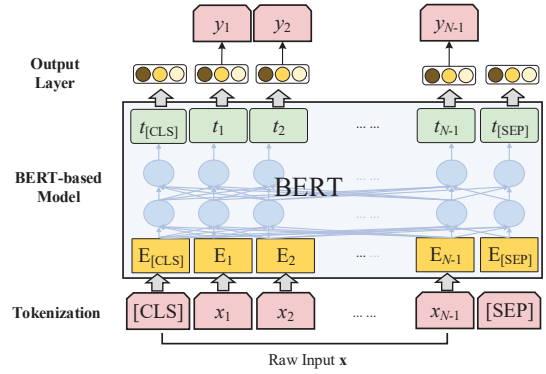 y1 y2 yN-1
Output
Layer
t[CLS] t1 t2 ... ... tN-1 t[SEP]
... ...
BERT-based
Model
BERT
... ...
E[CLS] E1 E2 ... ... EN-1 E[SEP]
Tokenization [CLS] x1 x2 ... ... xN-1 [SEP]
Raw Input x